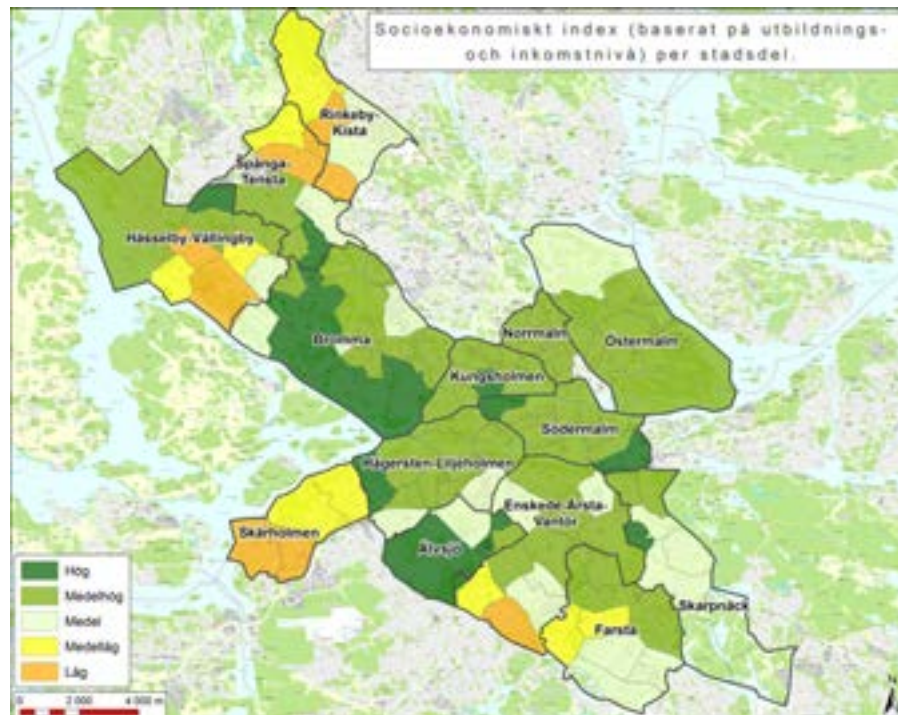 Socioekonomiskt index (baserat på utbildnings-
och inkomstnivå) per stadsdel.
Rinkeby-
Kista
Spånga-
Tensta
Hässelby-Vällingby
Bromma
Norrmalm
Östermalm
Kungsholmen
Södermalm
Hägersten-Liljeholmen
Enskede-Årsta-
Vantör
Skärholmen
Älvsjö
Skarpnäck
Farsta
Hög
Medelhög
Medel
Medellåg
Låg
0 2 000 4 000 m